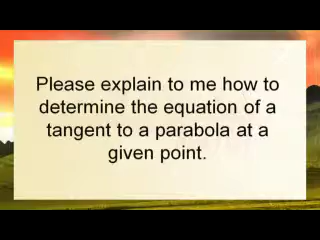 Please explain to me how to
determine the equation of a
tangent to a parabola at a
given point.